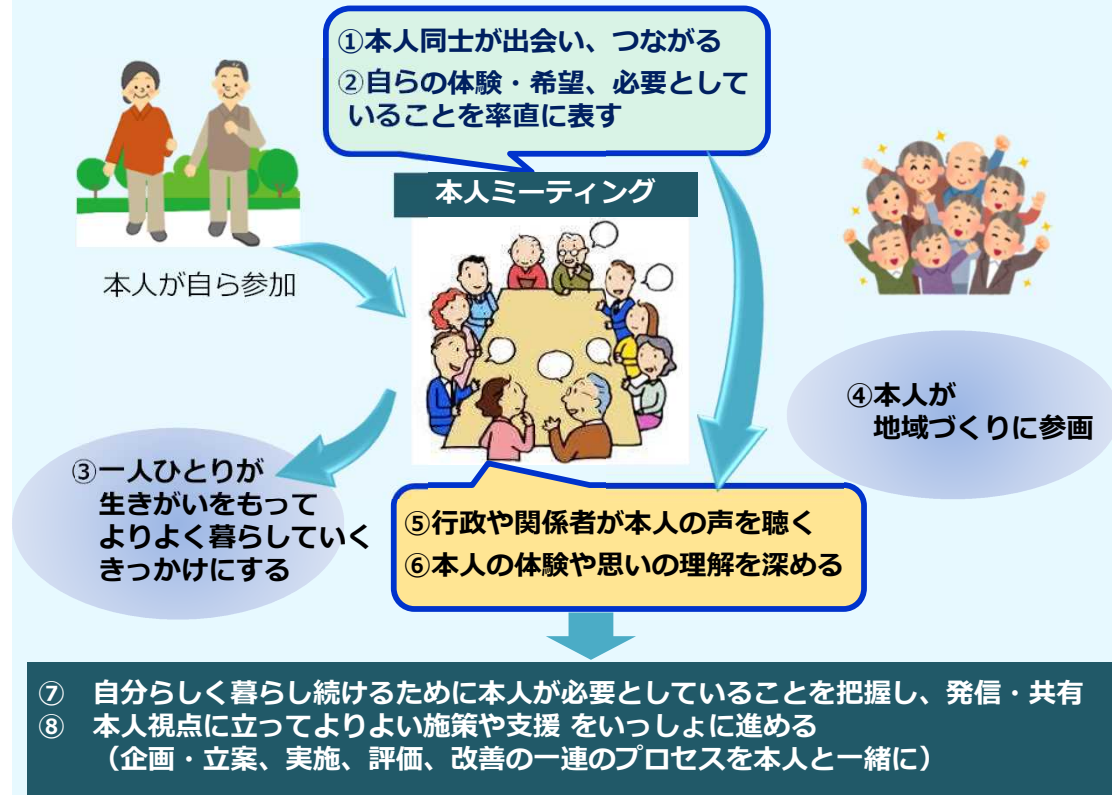 ①本人同士が出会い、つながる
②自らの体験・希望、必要として
いることを率直に表す
本人ミーティング
本人が自ら参加
④本人が
地域づくりに参画
③一人ひとりが
生きがいをもって
よりよく暮らしていく
きっかけにする
⑤行政や関係者が本人の声を聴く
⑥本人の体験や思いの理解を深める
⑦ 自分らしく暮らし続けるために本人が必要としていることを把握し、発信・共有
⑧ 本人視点に立ってよりよい施策や支援 をいっしょに進める
（企画・立案、実施、評価、改善の一連のプロセスを本人と一緒に）